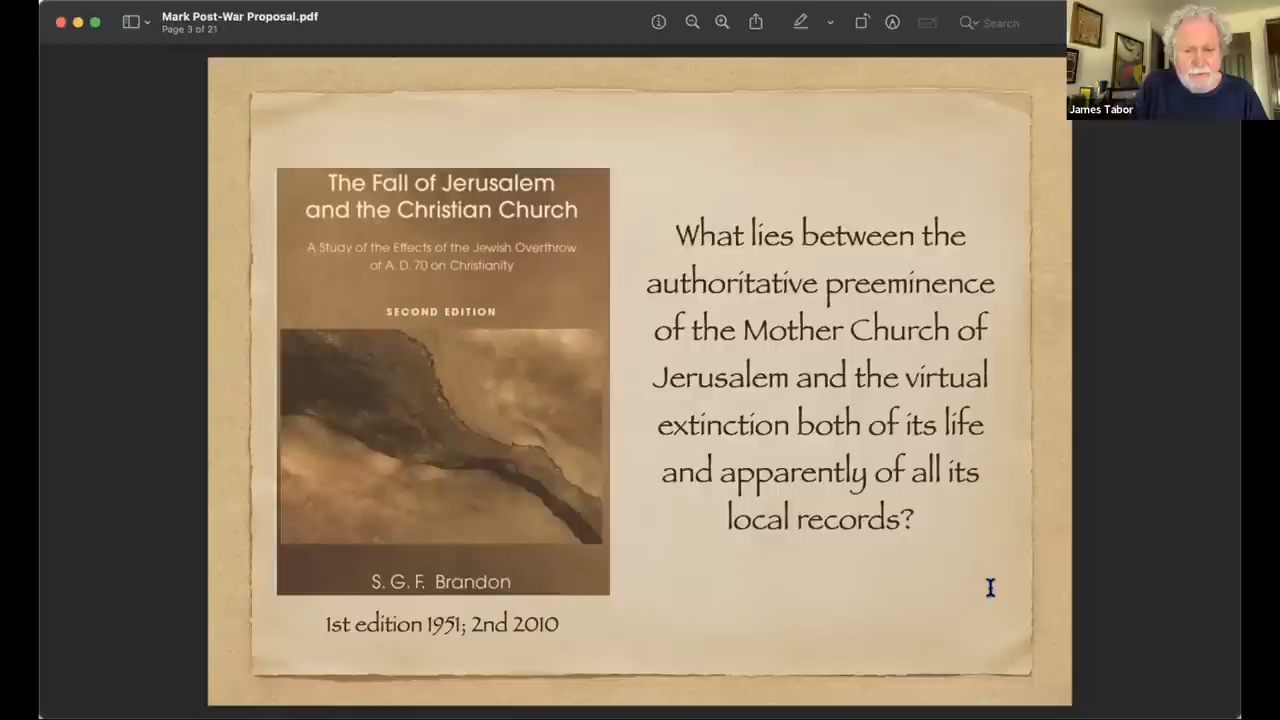 Mark Post-War Proposal.pdf
Page 3 of 21
Search
James Tabor
The Fall of Jerusalem
and the Christian Church
A Study of the Effects of the Jewish Overthrow
of A. D. 70 on Christianity
SECOND EDITION
S. G. F. Brandon
1st edition 1951; 2nd 2010
What lies between the
authoritative preeminence
of the Mother Church of
Jerusalem and the virtual
extinction both of its life
and apparently of all its
local records?